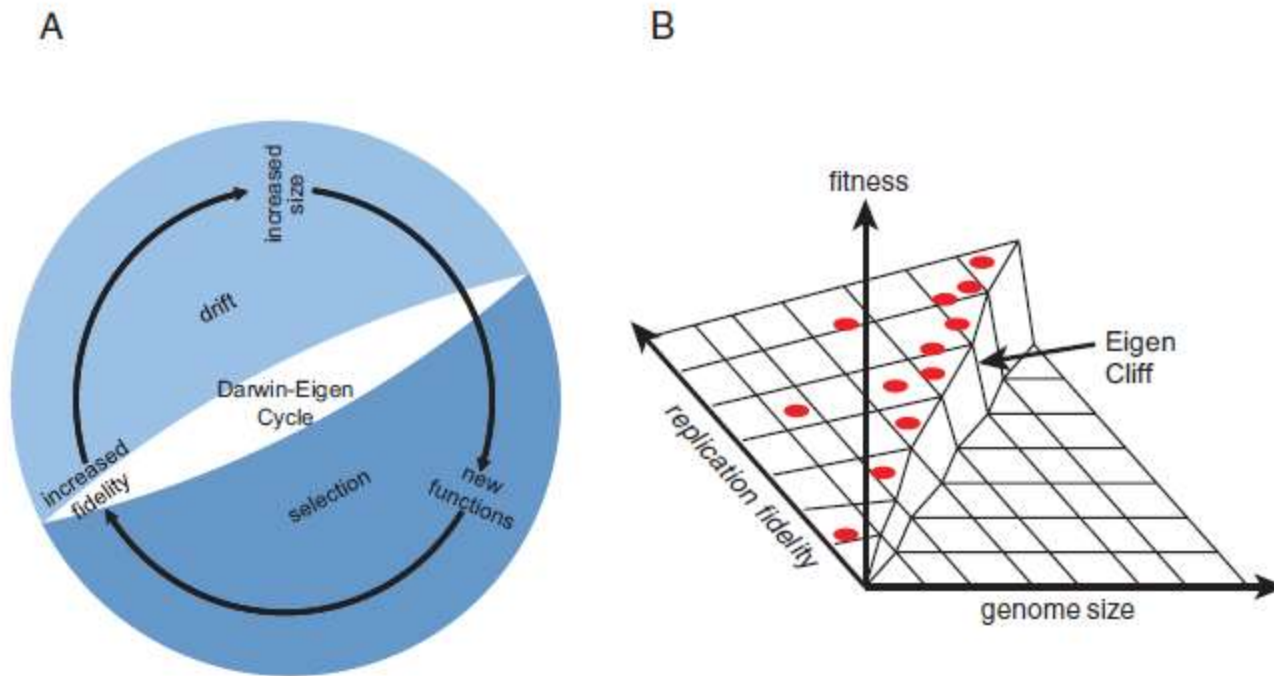 A
B
increased
size
drift
Darwin-Eigen
Cycle
increased
fidelity
selection
new
functions
fitness
Eigen
Cliff
replication fidelity
genome size